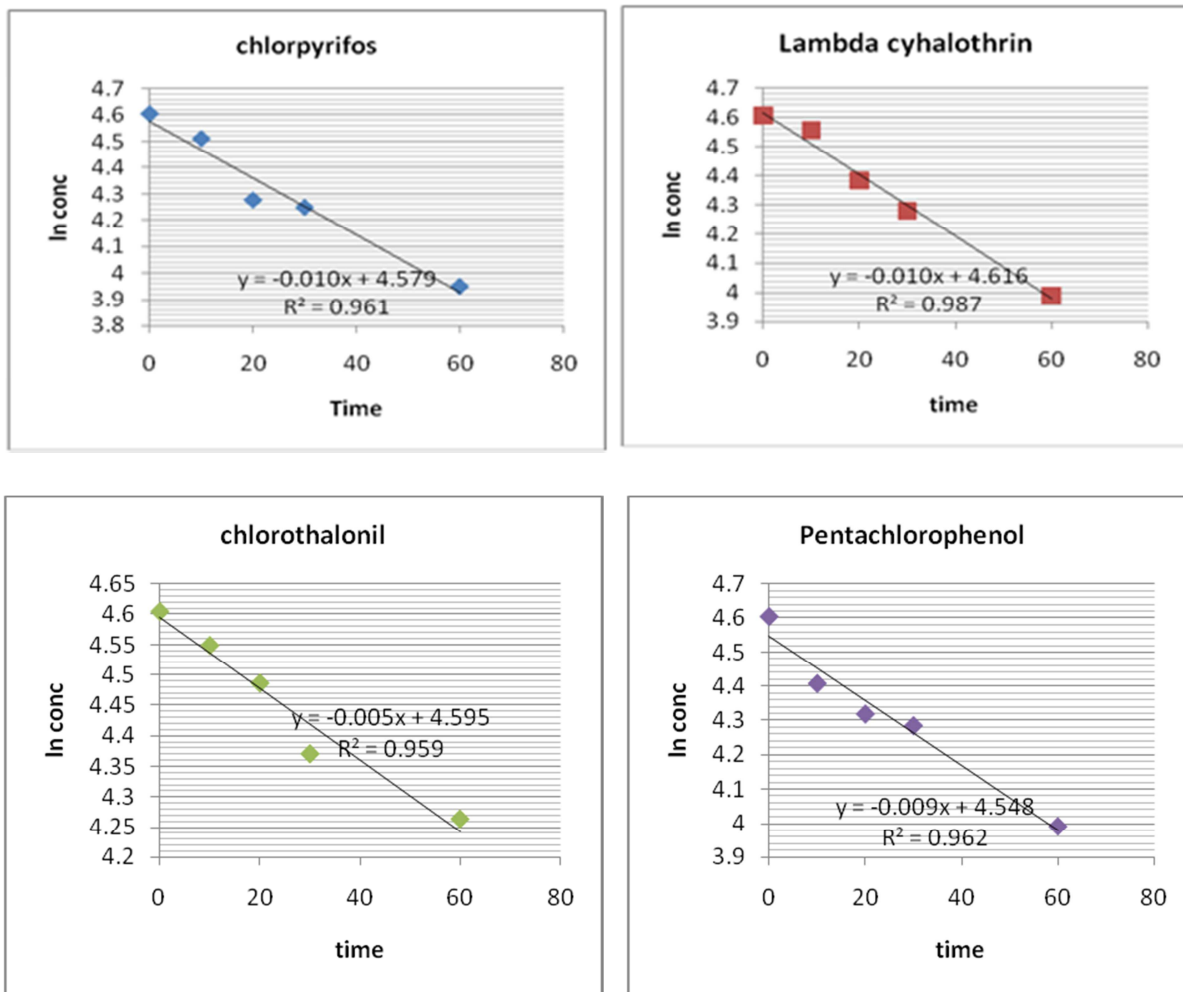 chlorpyrifos
ln conc
4.7
4.6
4.5
4.4
4.3
4.2
4.1
4
3.9
3.8
y = -0.010x + 4.579
R² = 0.961
0 20 40 60 80
Time
Lambda cyhalothrin
ln conc
4.7
4.6
4.5
4.4
4.3
4.2
4.1
4
3.9
y = -0.010x + 4.616
R² = 0.987
0 20 40 60 80
time
chlorothalonil
ln conc
4.65
4.6
4.55
4.5
4.45
4.4
4.35
4.3
4.25
4.2
y = -0.005x + 4.595
R² = 0.959
0 20 40 60 80
time
Pentachlorophenol
ln conc
4.7
4.6
4.5
4.4
4.3
4.2
4.1
4
3.9
y = -0.009x + 4.548
R² = 0.962
0 20 40 60 80
time